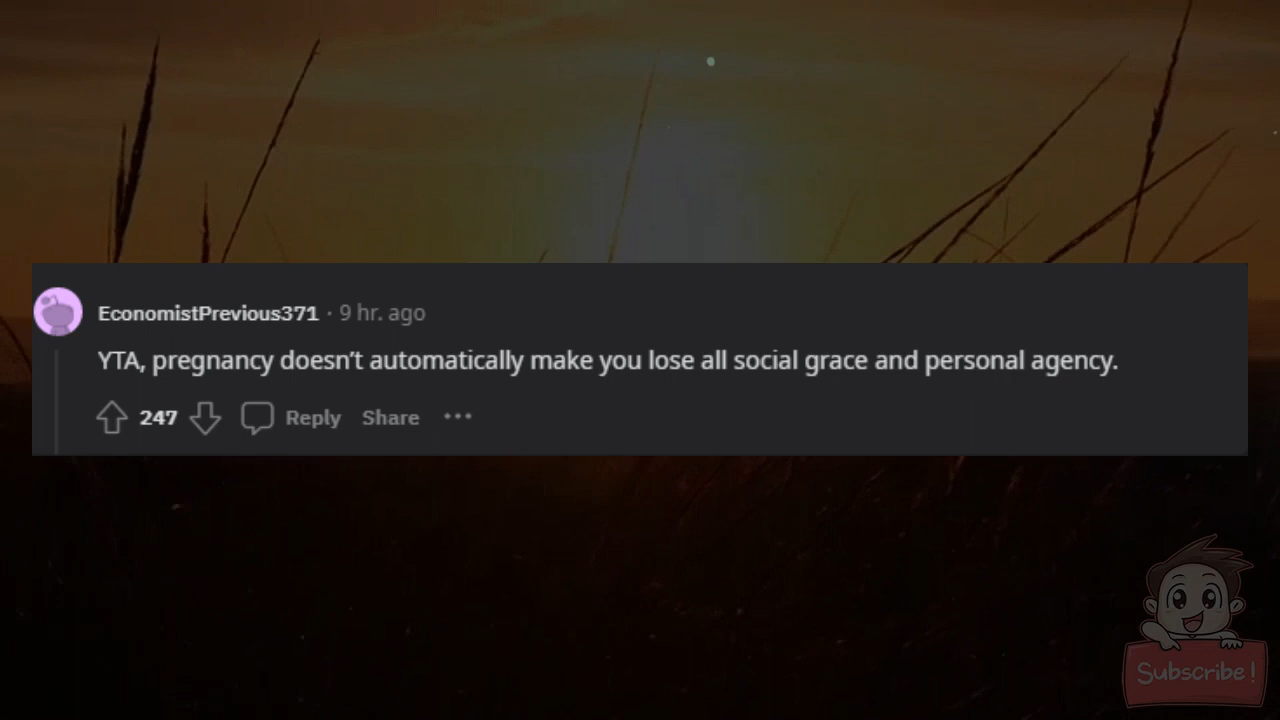 EconomistPrevious371 · 9 hr. ago
YTA, pregnancy doesn’t automatically make you lose all social grace and personal agency.
247 Reply Share ···
Subscribe !